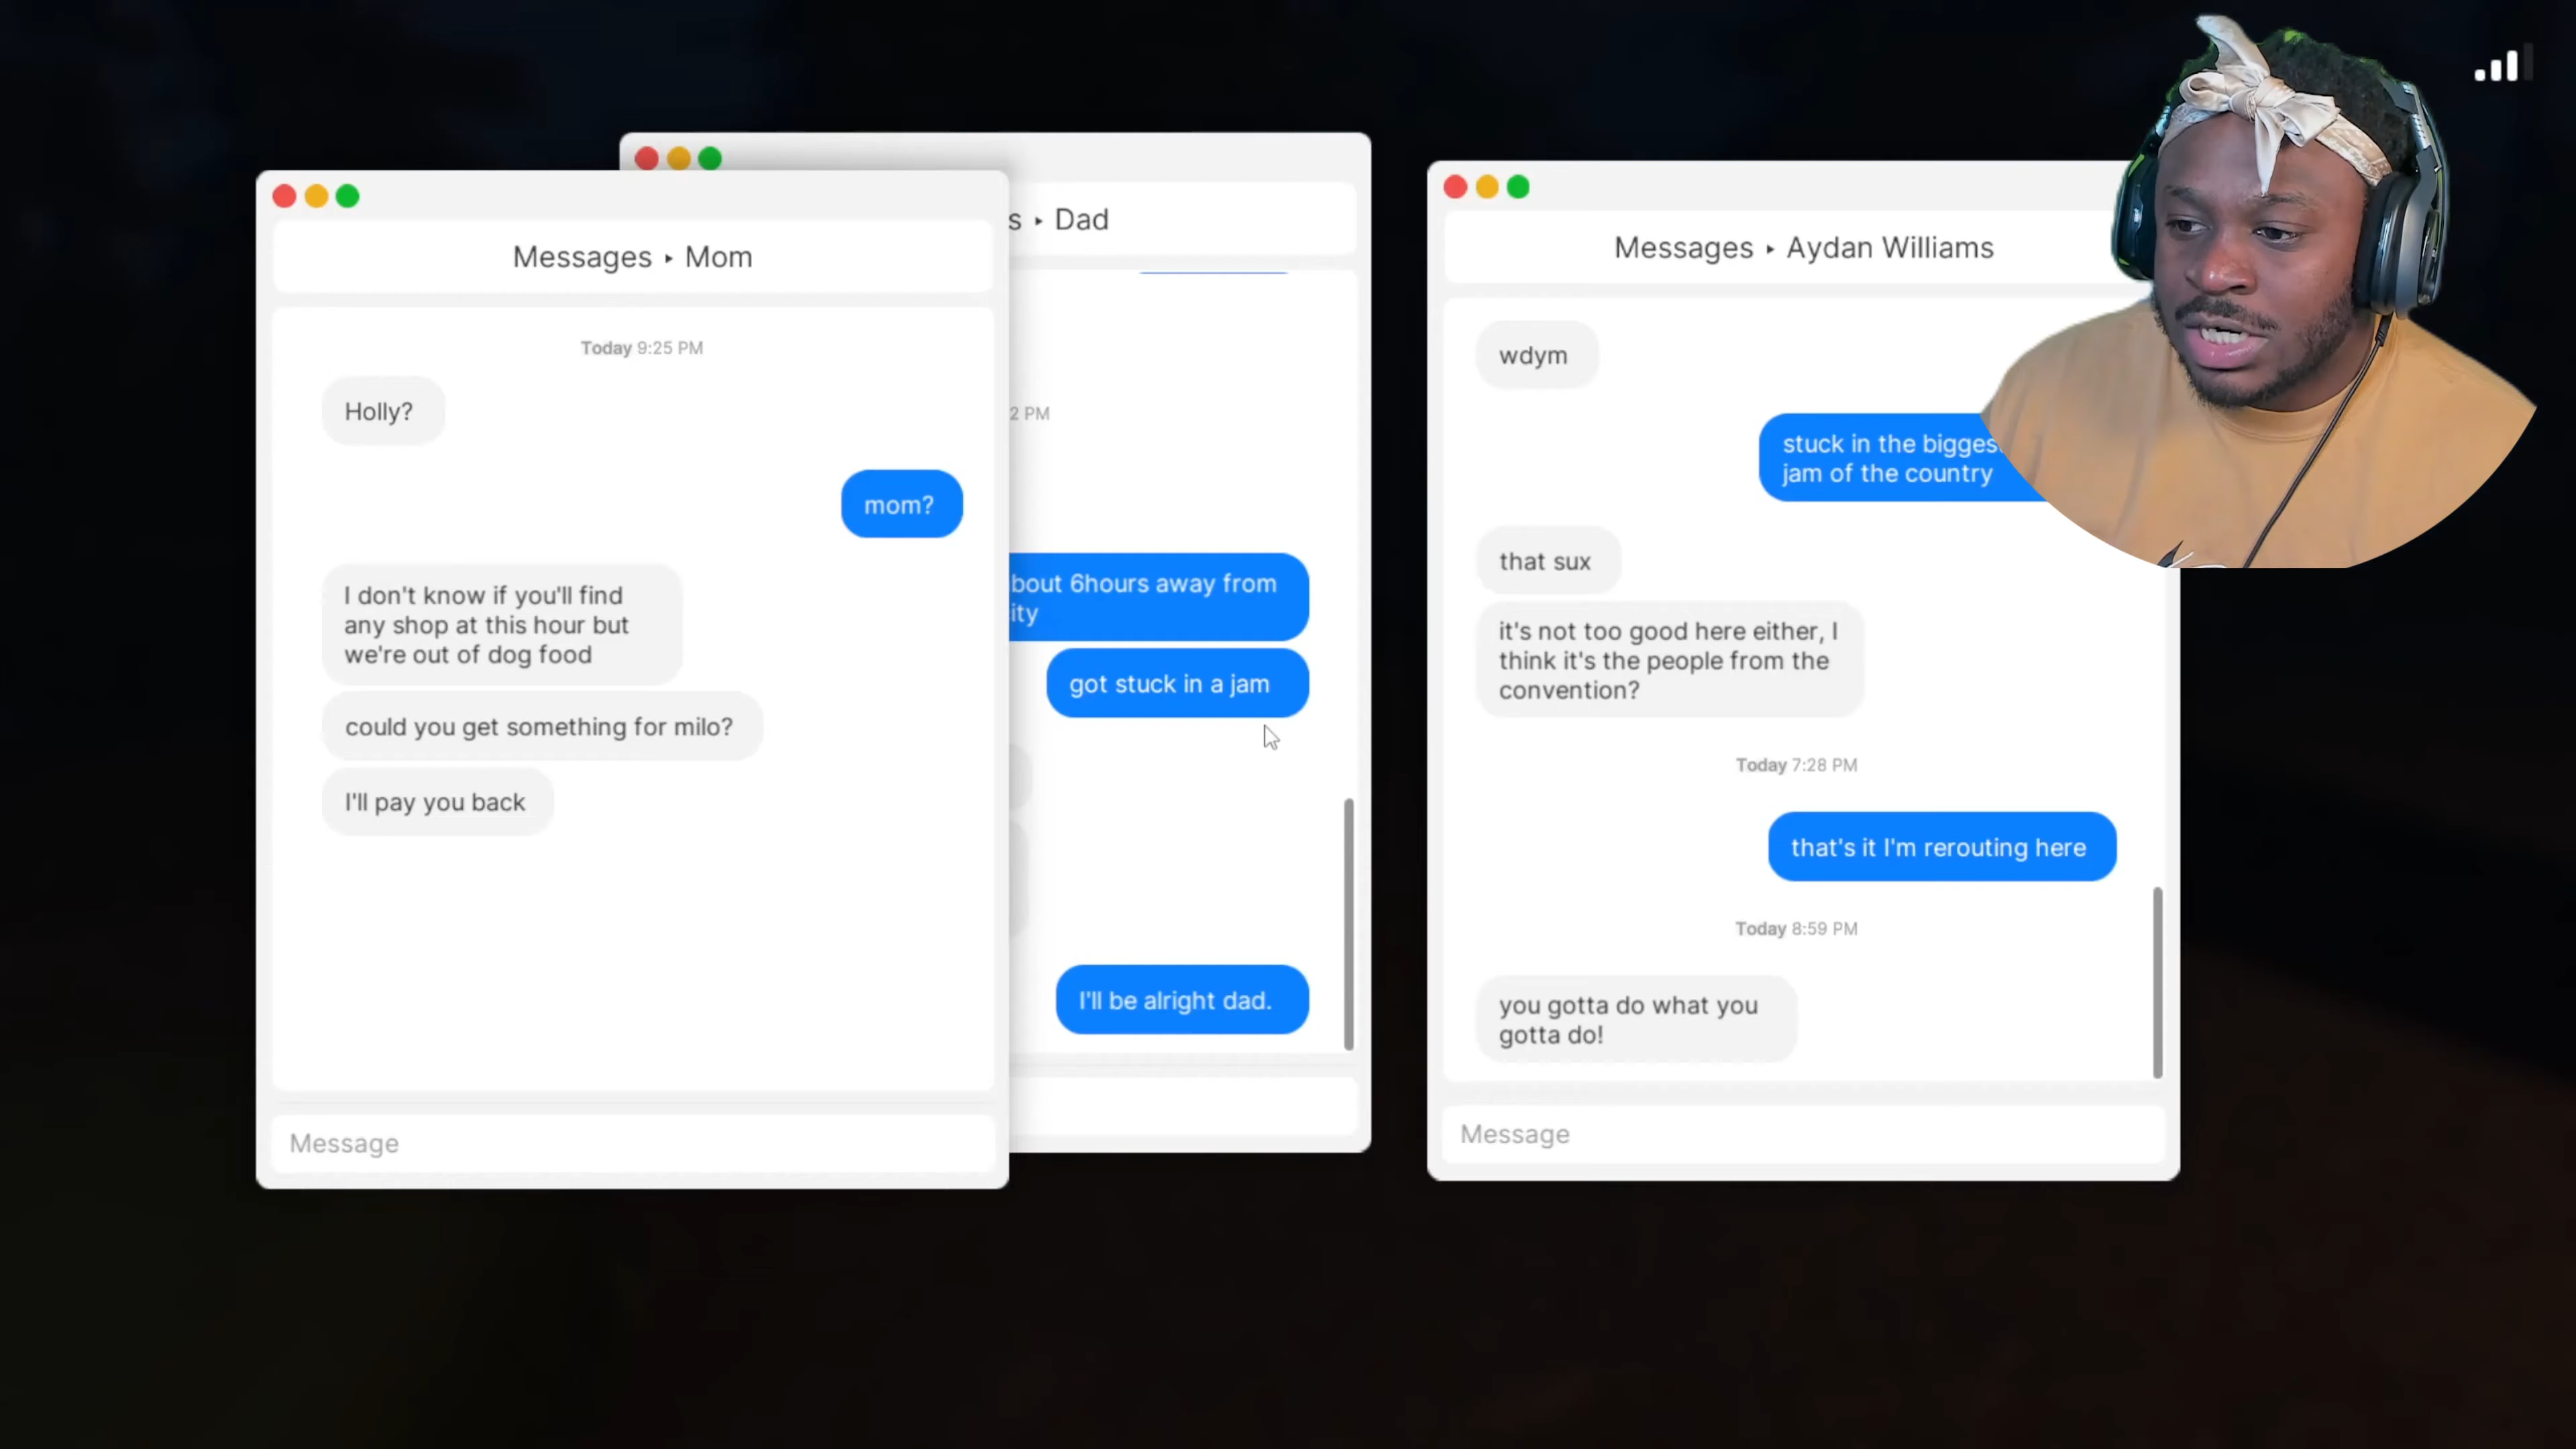 Messages ‣ Mom
Today 9:25 PM
Holly?
mom?
I don't know if you'll find
any shop at this hour but
we're out of dog food
could you get something for milo?
I'll pay you back
Message
s ‣ Dad
2 PM
bout 6hours away from
ity
got stuck in a jam
I'll be alright dad.
Messages ‣ Aydan Williams
wdym
stuck in the bigges
jam of the country
that sux
it's not too good here either, I
think it's the people from the
convention?
Today 7:28 PM
that's it I'm rerouting here
Today 8:59 PM
you gotta do what you
gotta do!
Message